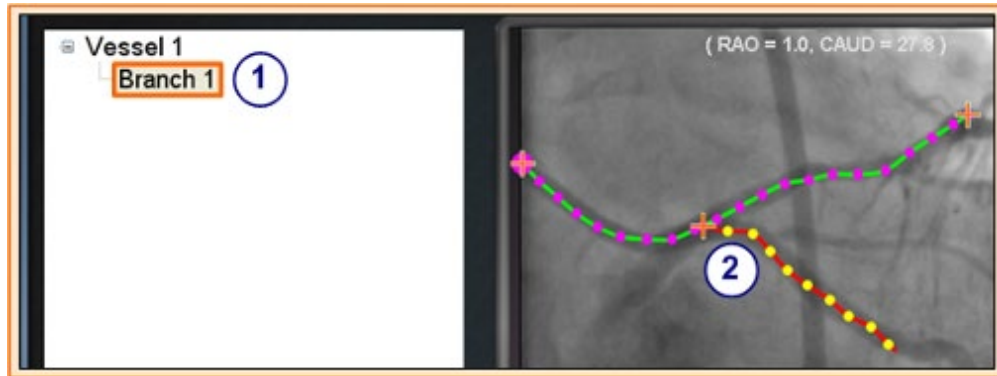 Vessel 1
Branch 1
1
( RAO = 1.0, CAUD = 27.8 )
2